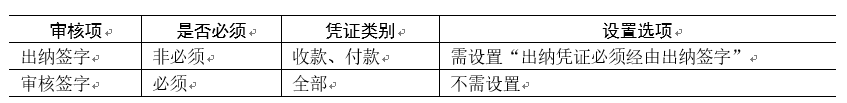 审核项 是否必须 凭证类别 设置选项
出纳签字 非必须 收款、付款 需设置“出纳凭证必须经由出纳签字”
审核签字 必须 全部 不需设置